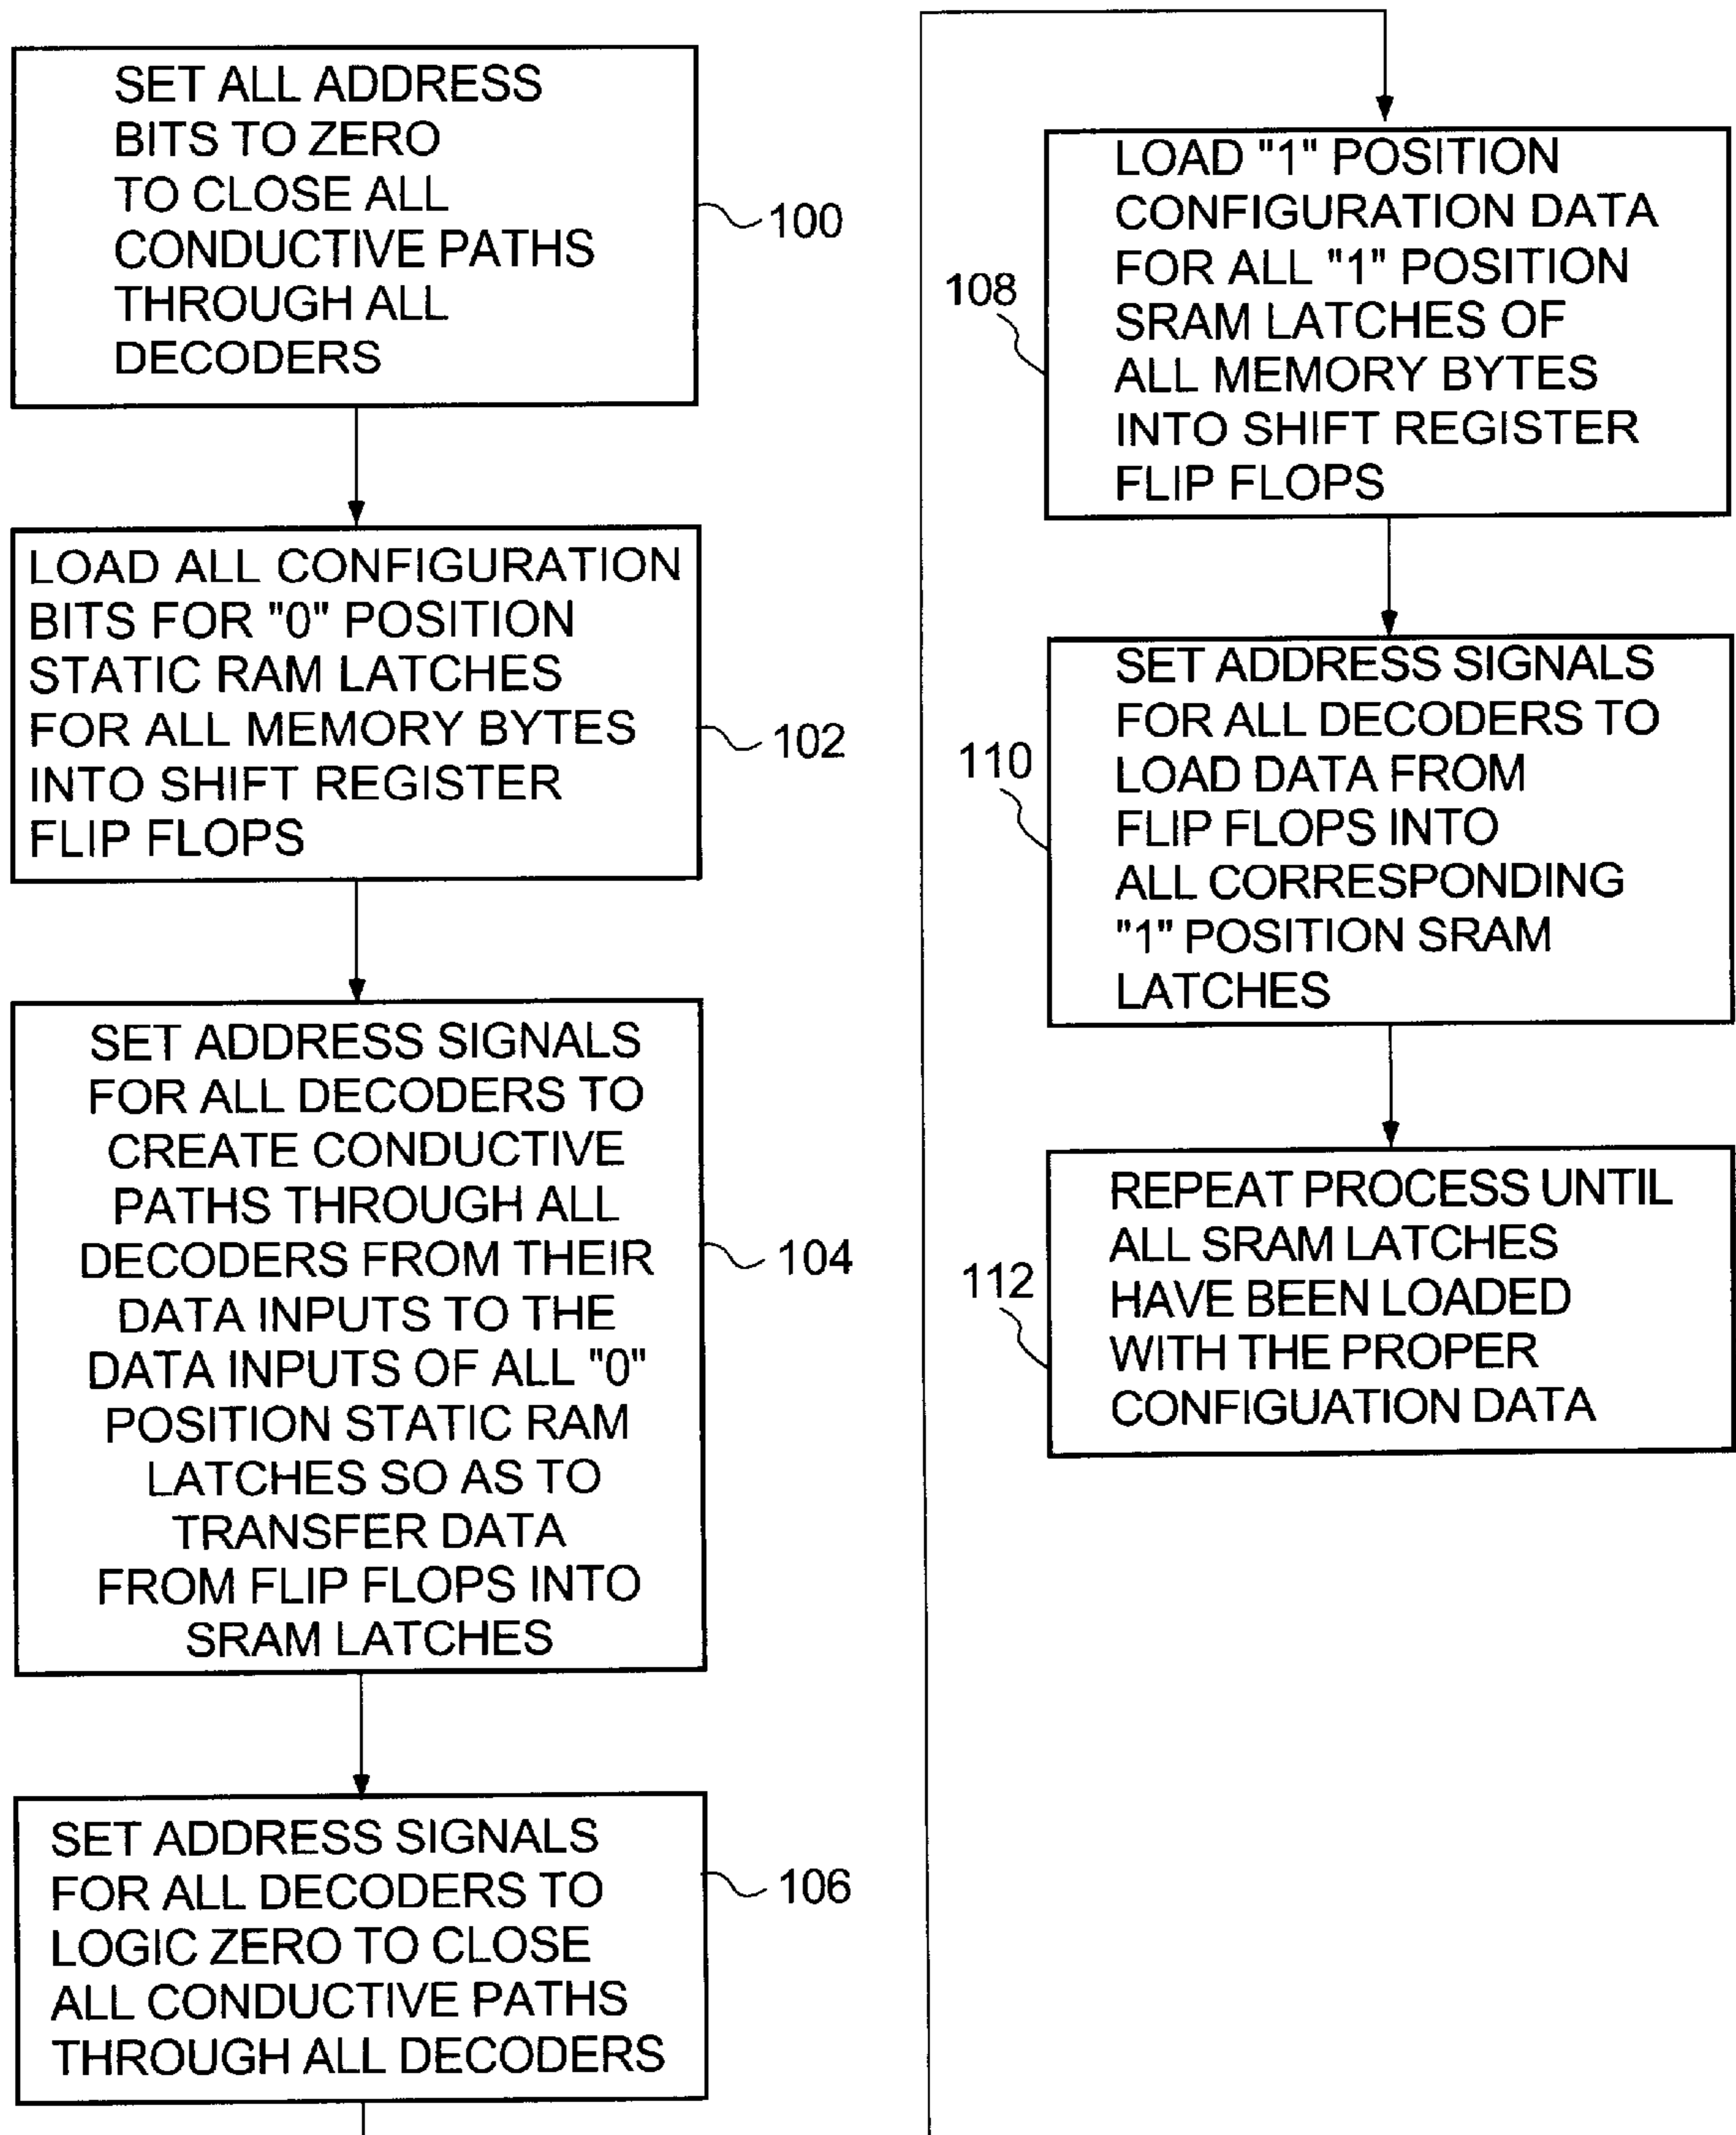 SET ALL ADDRESS
BITS TO ZERO
TO CLOSE ALL
CONDUCTIVE PATHS
THROUGH ALL
DECODERS
100
LOAD ALL CONFIGURATION
BITS FOR "0" POSITION
STATIC RAM LATCHES
FOR ALL MEMORY BYTES
INTO SHIFT REGISTER
FLIP FLOPS
102
SET ADDRESS SIGNALS
FOR ALL DECODERS TO
CREATE CONDUCTIVE
PATHS THROUGH ALL
DECODERS FROM THEIR
DATA INPUTS TO THE
DATA INPUTS OF ALL "0"
POSITION STATIC RAM
LATCHES SO AS TO
TRANSFER DATA
FROM FLIP FLOPS INTO
SRAM LATCHES
104
SET ADDRESS SIGNALS
FOR ALL DECODERS TO
LOGIC ZERO TO CLOSE
ALL CONDUCTIVE PATHS
THROUGH ALL DECODERS
106
LOAD "1" POSITION
CONFIGURATION DATA
FOR ALL "1" POSITION
SRAM LATCHES OF
ALL MEMORY BYTES
INTO SHIFT REGISTER
FLIP FLOPS
108
SET ADDRESS SIGNALS
FOR ALL DECODERS TO
LOAD DATA FROM
FLIP FLOPS INTO
ALL CORRESPONDING
"1" POSITION SRAM
LATCHES
110
REPEAT PROCESS UNTIL
ALL SRAM LATCHES
HAVE BEEN LOADED
WITH THE PROPER
CONFIGUATION DATA
112